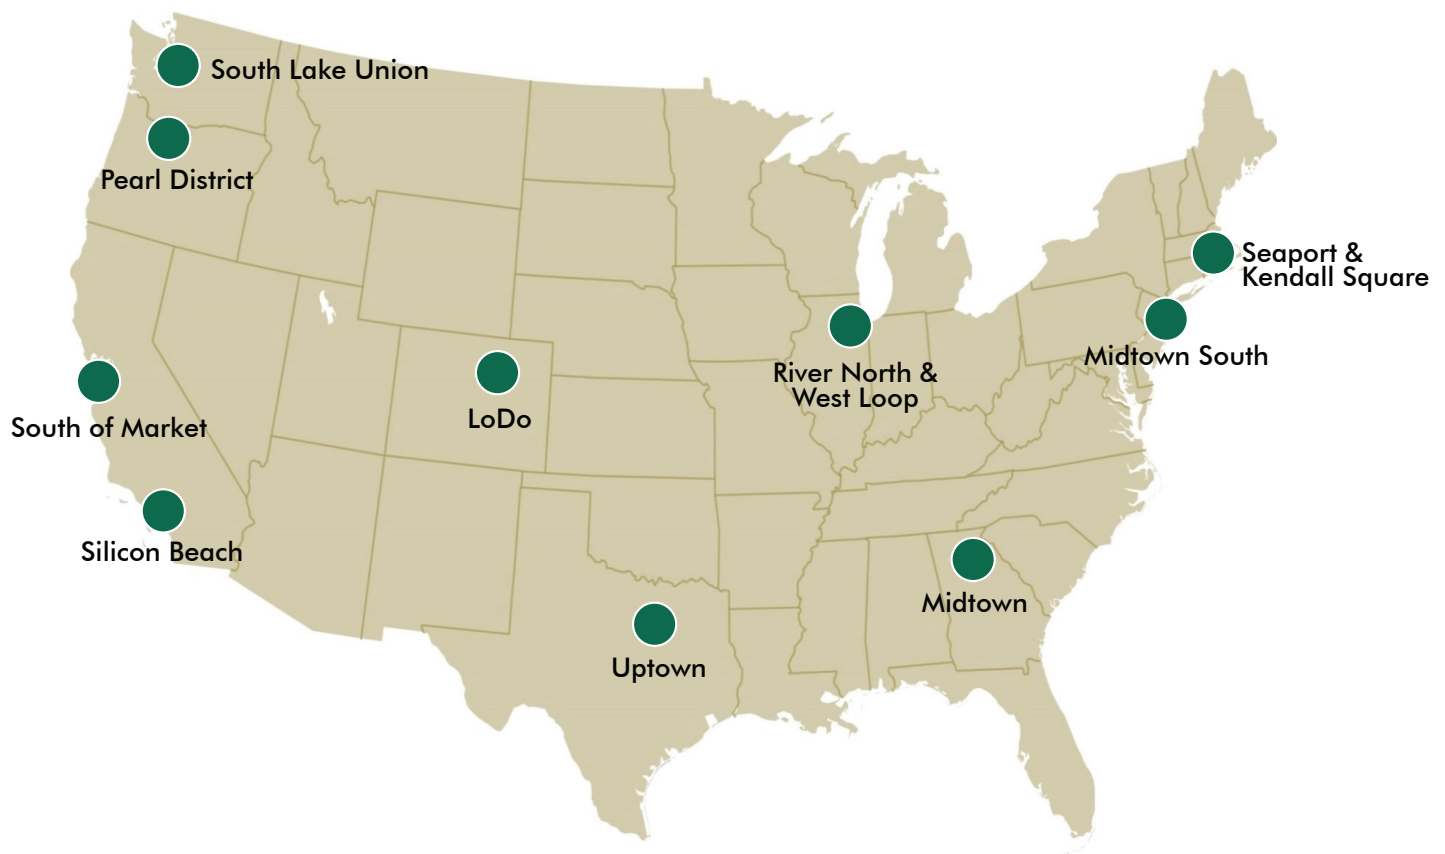 South Lake Union
Pearl District
Seaport &
Kendall Square
Midtown South
River North &
West Loop
LoDo
South of Market
Silicon Beach
Midtown
Uptown